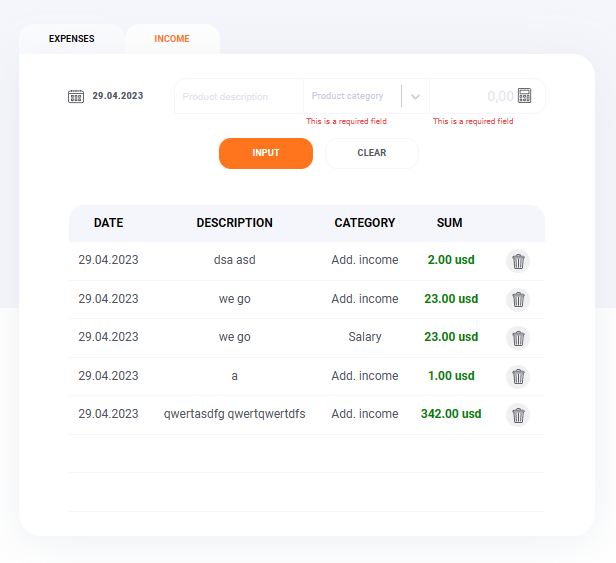 EXPENSES INCOME
29.04.2023 Product description Product category 0,00
This is a required field This is a required field
INPUT CLEAR
DATE DESCRIPTION CATEGORY SUM
29.04.2023 dsa asd Add. income 2.00 usd
29.04.2023 we go Add. income 23.00 usd
29.04.2023 we go Salary 23.00 usd
29.04.2023 a Add. income 1.00 usd
29.04.2023 qwertasdfg qwertqwertdfs Add. income 342.00 usd